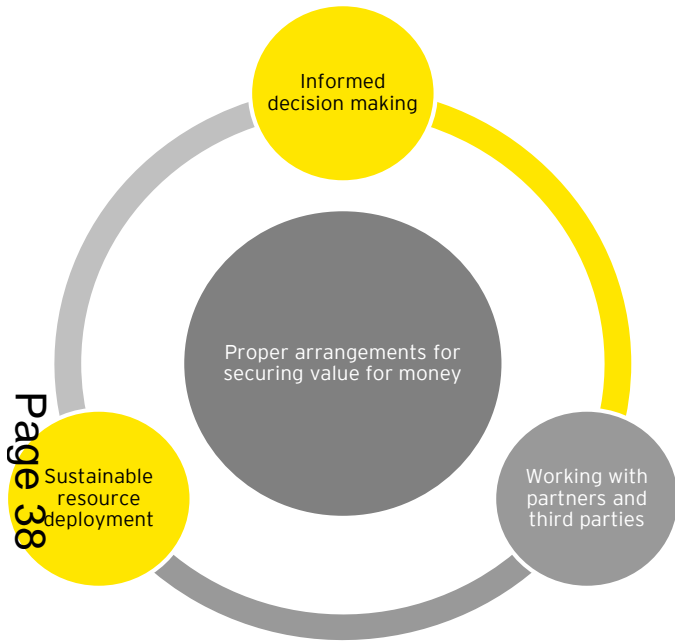 Informed
decision making
Proper arrangements for
securing value for money
Page 38
Sustainable
resource
deployment
Working with
partners and
third parties